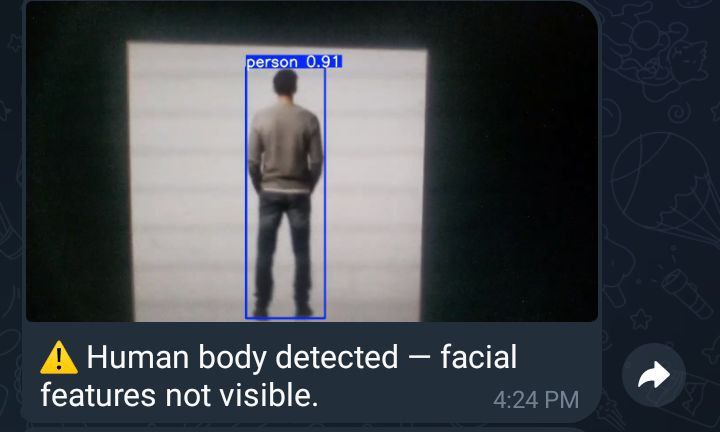 person 0.91
⚠️ Human body detected — facial
features not visible.
4:24 PM